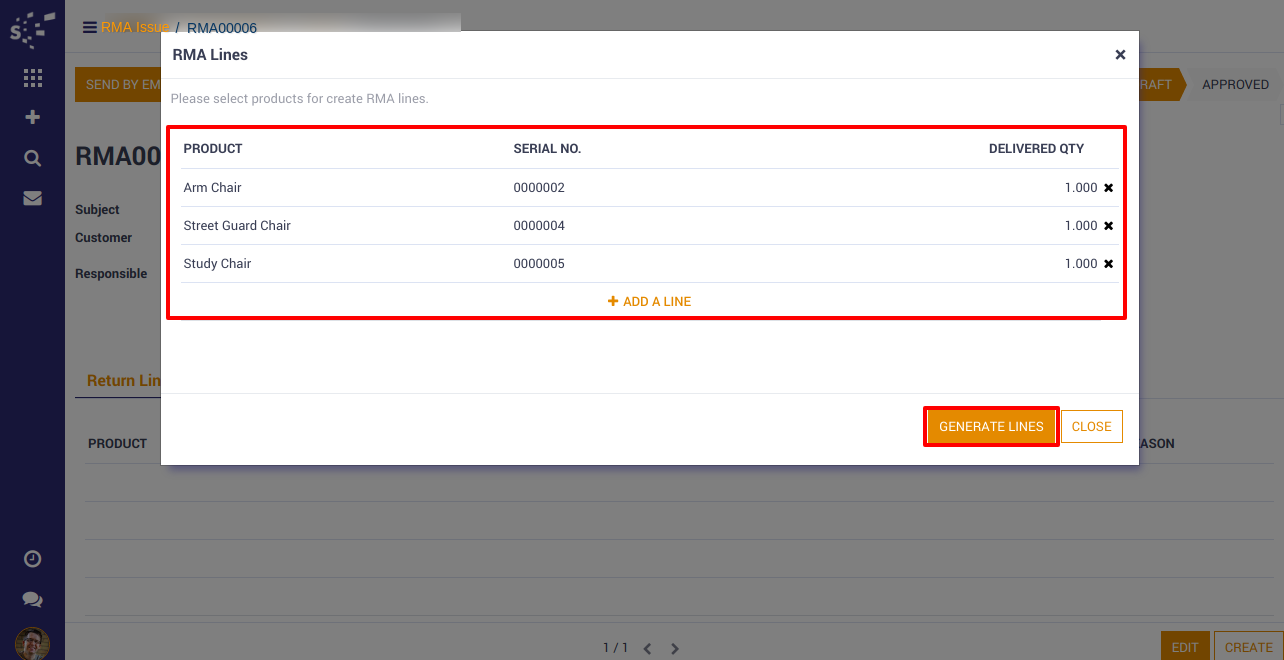 RMA Issue / RMA00006
RMA Lines
SEND BY EM
RAFT
APPROVED
Please select products for create RMA lines.
RMA00
PRODUCT SERIAL NO. DELIVERED QTY
Arm Chair 0000002 1.000
Street Guard Chair 0000004 1.000
Study Chair 0000005 1.000
ADD A LINE
Subject
Customer
Responsible
Return Lin
GENERATE LINES CLOSE
PRODUCT
ASON
1 / 1
EDIT CREATE